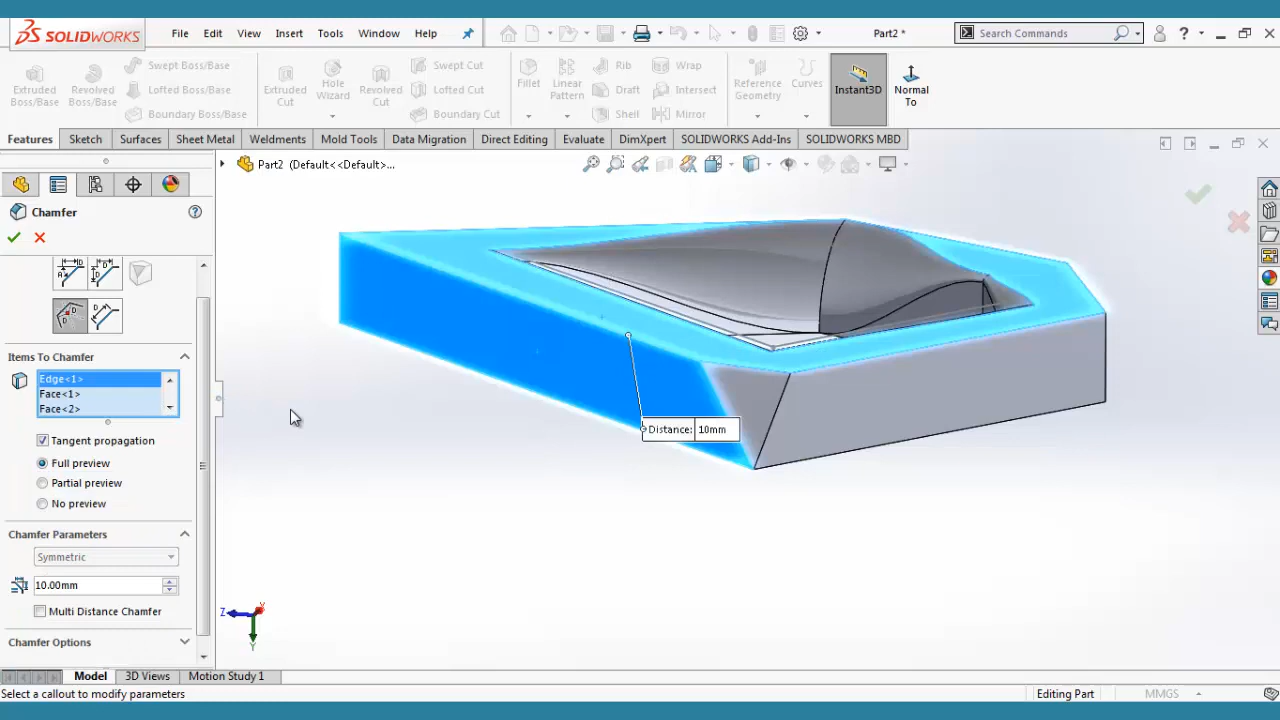 SOLIDWORKS
File Edit View Insert Tools Window Help
Part2 *
Search Commands
Extruded Boss/Base
Revolved Boss/Base
Swept Boss/Base
Lofted Boss/Base
Boundary Boss/Base
Extruded Cut
Hole Wizard
Revolved Cut
Swept Cut
Lofted Cut
Boundary Cut
Fillet
Linear Pattern
Rib
Draft
Shell
Wrap
Intersect
Mirror
Reference Geometry
Curves
Instant3D
Normal To
Features Sketch Surfaces Sheet Metal Weldments Mold Tools Data Migration Direct Editing Evaluate DimXpert SOLIDWORKS Add-Ins SOLIDWORKS MBD
Part2 (Default<<Default>...
Chamfer
Items To Chamfer
Edge<1>
Face<1>
Face<2>
Tangent propagation
Full preview
Partial preview
No preview
Chamfer Parameters
Symmetric
10.00mm
Multi Distance Chamfer
Chamfer Options
Distance: 10mm
Z
X
Y
Model 3D Views Motion Study 1
Select a callout to modify parameters
Editing Part
MMGS